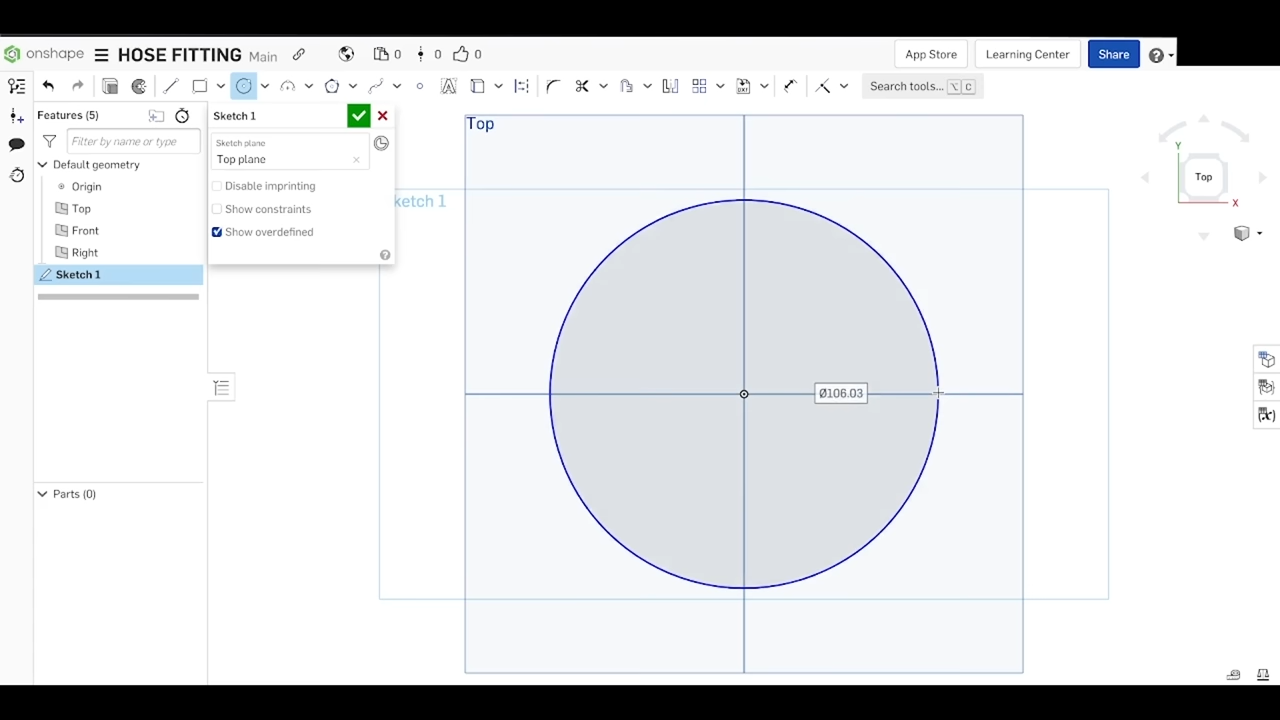 onshape HOSE FITTING Main 0 0 0 App Store Learning Center Share ?
Search tools... ⌥ C
Features (5)
Filter by name or type
Default geometry
Origin
Top
Front
Right
Sketch 1
Parts (0)
Sketch 1
Sketch plane
Top plane
Disable imprinting
Show constraints
Show overdefined
?
Top
ketch 1
Ø106.03
Y
Top
X
(x)